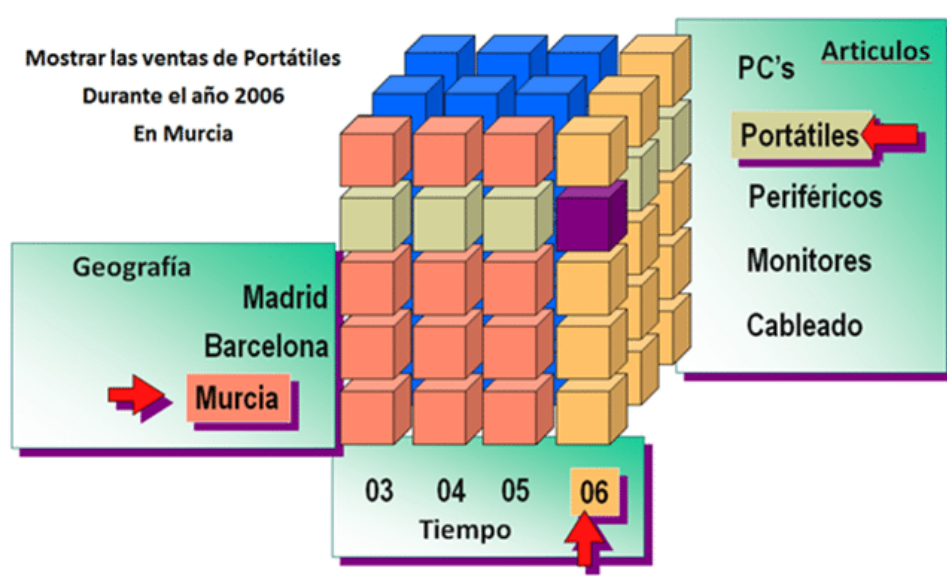 Mostrar las ventas de Portátiles
Durante el año 2006
En Murcia
Articulos
PC's
Portátiles
Periféricos
Monitores
Cableado
Geografía
Madrid
Barcelona
Murcia
03 04 05 06
Tiempo